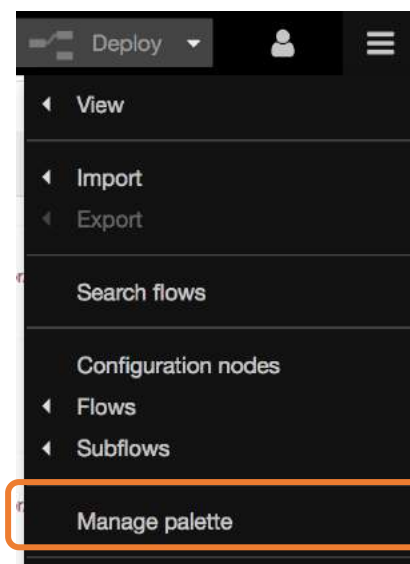 Deploy
View
Import
Export
Search flows
Configuration nodes
Flows
Subflows
Manage palette